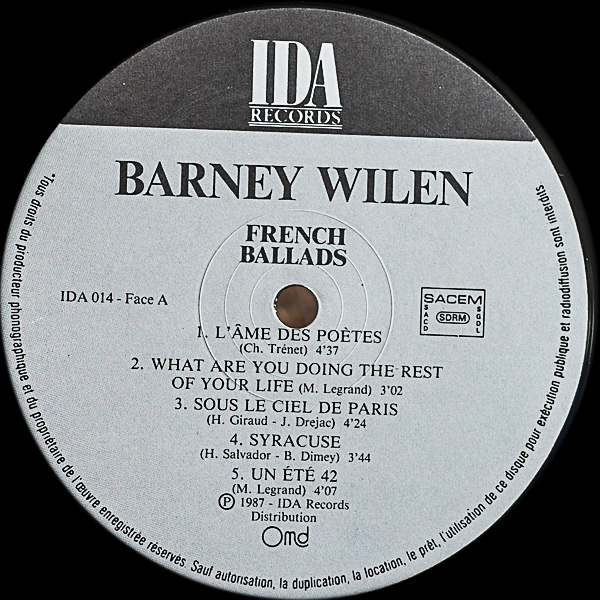 IDA
RECORDS
BARNEY WILEN
FRENCH
BALLADS
IDA 014 - Face A
SACEM
SACD
SDRM
SGDL
1. L'ÂME DES POÈTES
(Ch. Trénet) 4'37
2. WHAT ARE YOU DOING THE REST
OF YOUR LIFE (M. Legrand) 3'02
3. SOUS LE CIEL DE PARIS
(H. Giraud - J. Drejac) 4'24
4. SYRACUSE
(H. Salvador - B. Dimey) 3'44
5. UN ÉTÉ 42
(M. Legrand) 4'07
Ⓟ 1987 - IDA Records
Distribution
Omd
"Tous droits du producteur phonographique et du propriétaire de l'œuvre enregistrée réservés. Sauf autorisation, la duplication, la location, le prêt, l'utilisation de ce disque pour exécution publique et radiodiffusion sont interdits